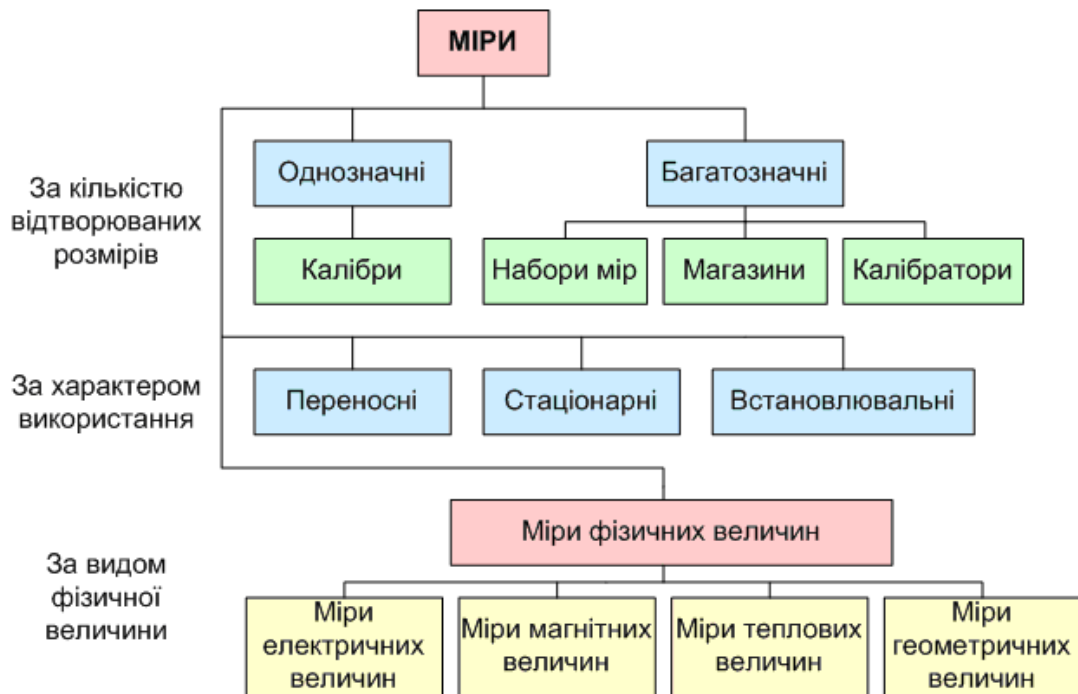 МІРИ
За кількістю
відтворюваних
розмірів
Однозначні
Багатозначні
Калібри
Набори мір
Магазини
Калібратори
За характером
використання
Переносні
Стаціонарні
Встановлювальні
За видом
фізичної
величини
Міри фізичних величин
Міри
електричних
величин
Міри магнітних
величин
Міри теплових
величин
Міри
геометричних
величин